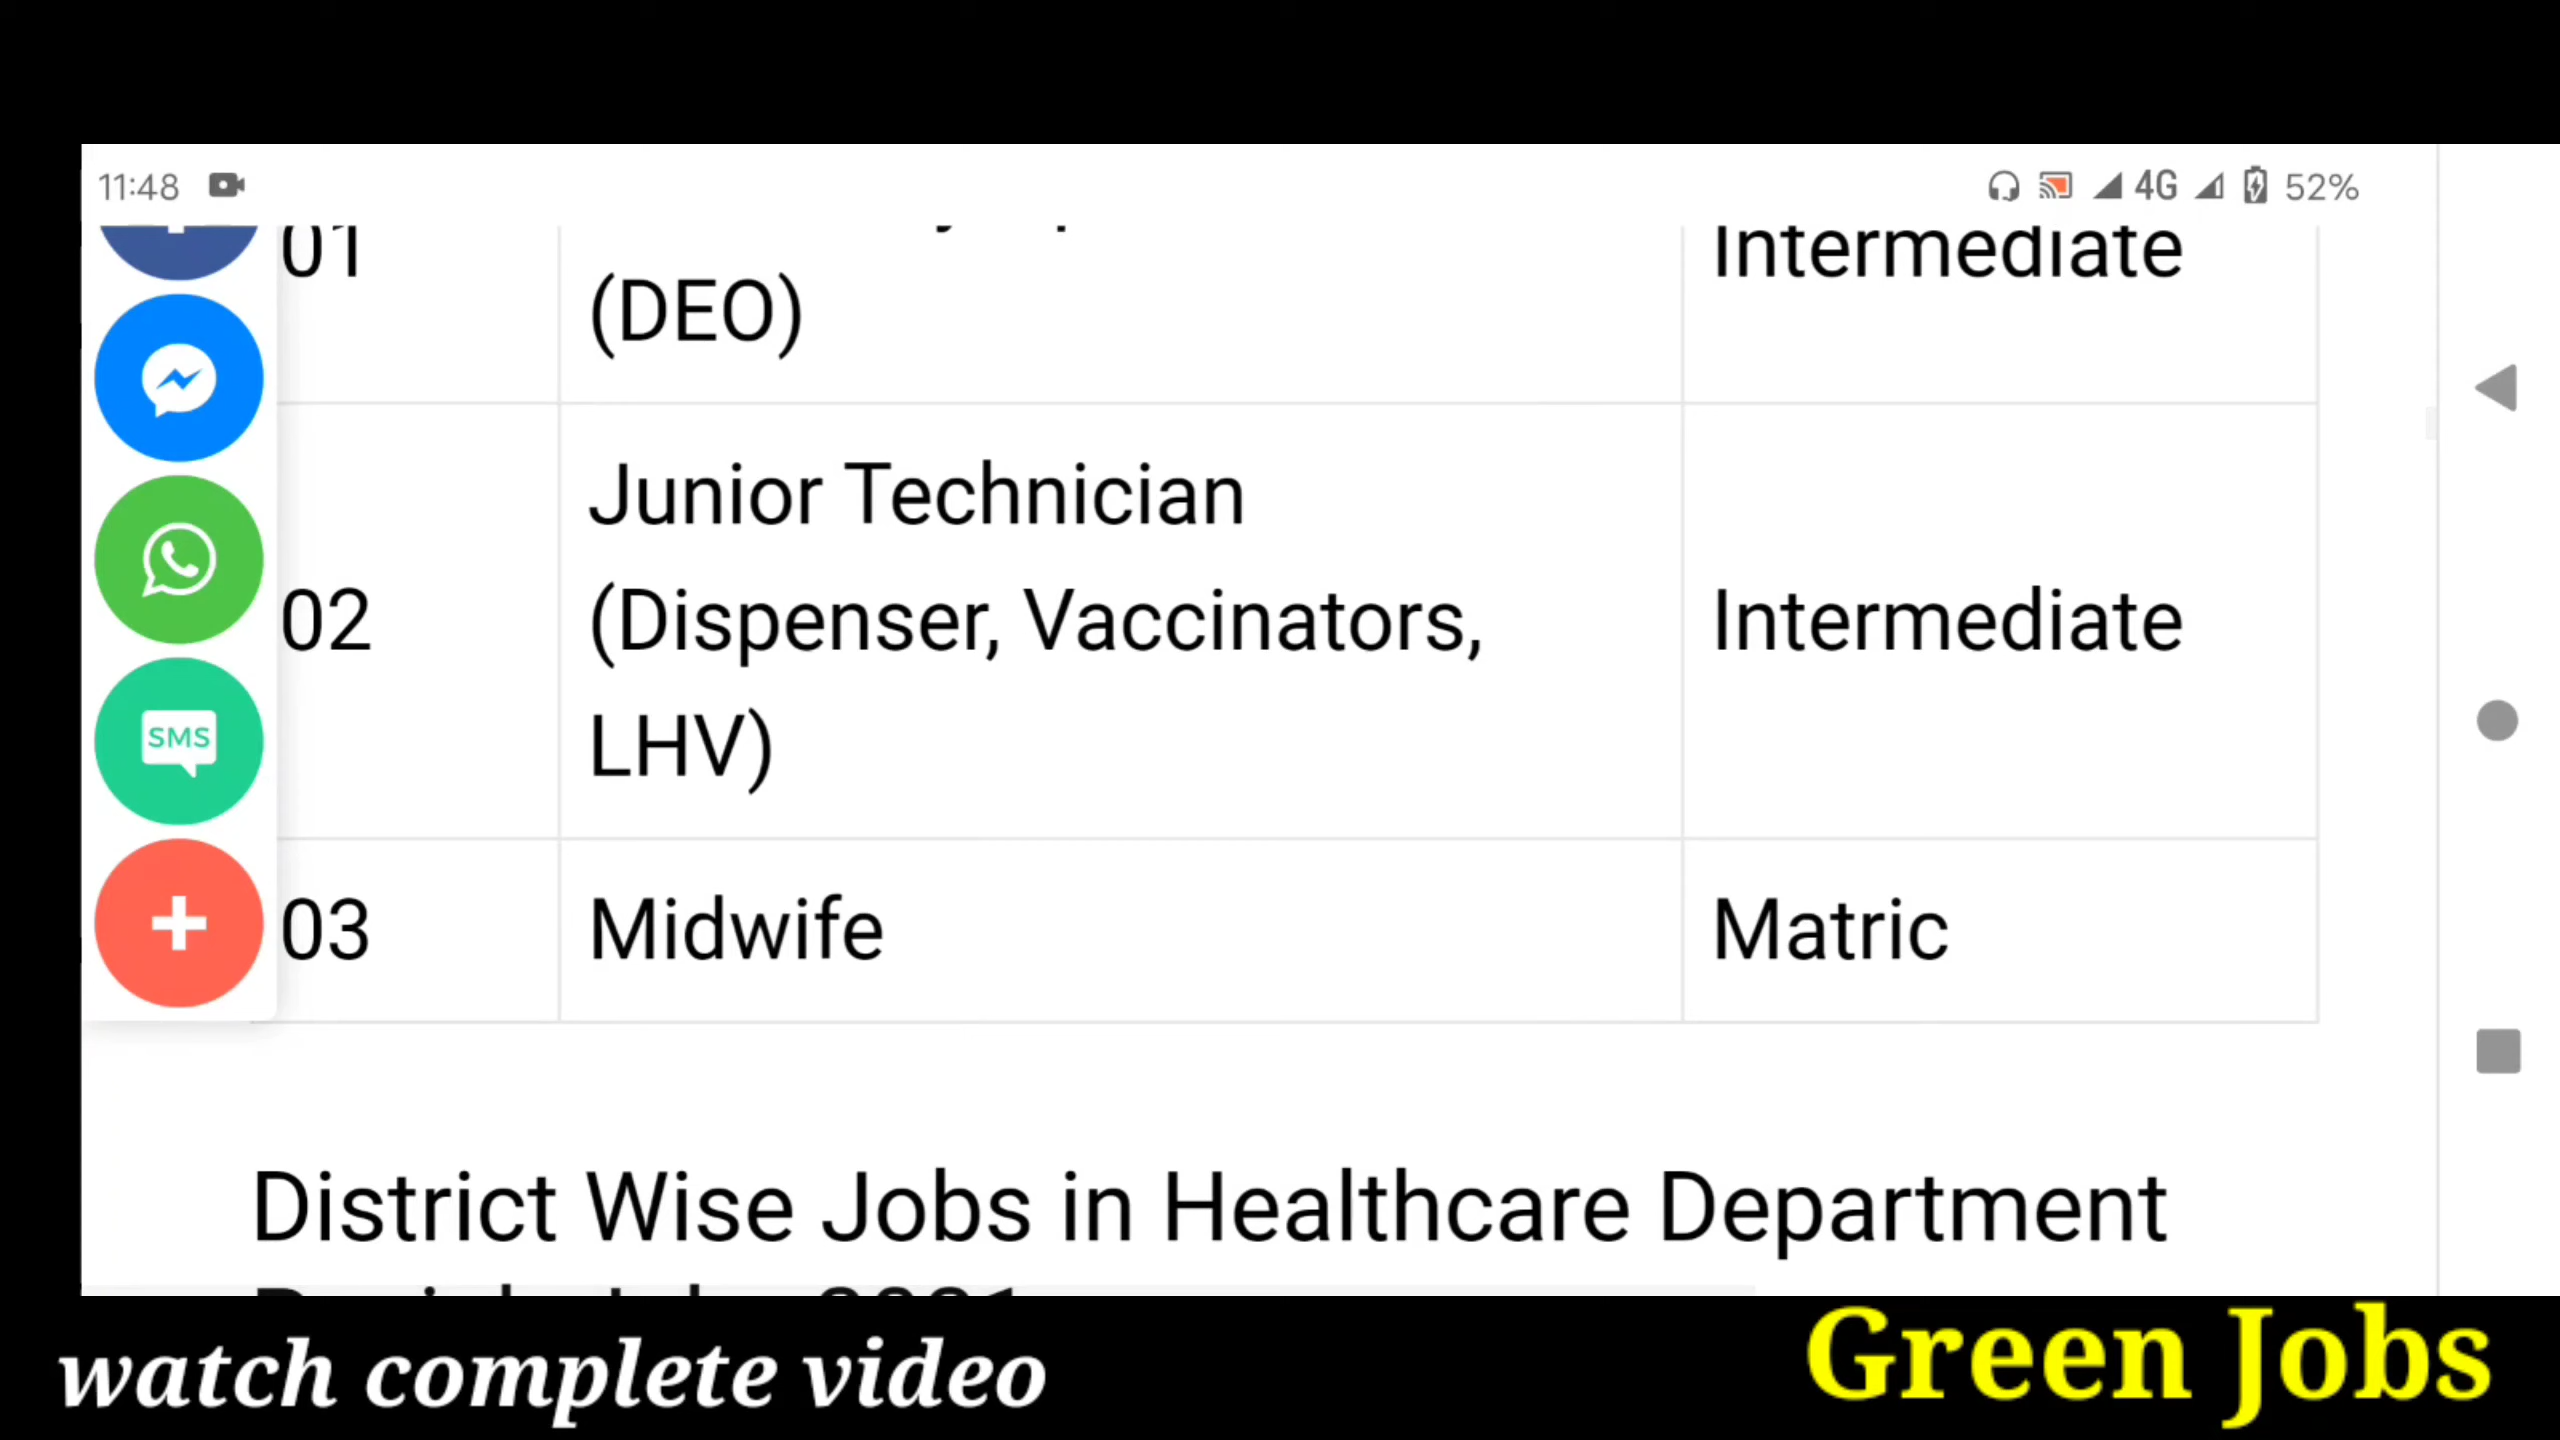 11:48
4G
52%
01
(DEO)
Intermediate
02
Junior Technician
(Dispenser, Vaccinators,
LHV)
Intermediate
SMS
03
Midwife
Matric
District Wise Jobs in Healthcare Department
watch complete video
Green Jobs